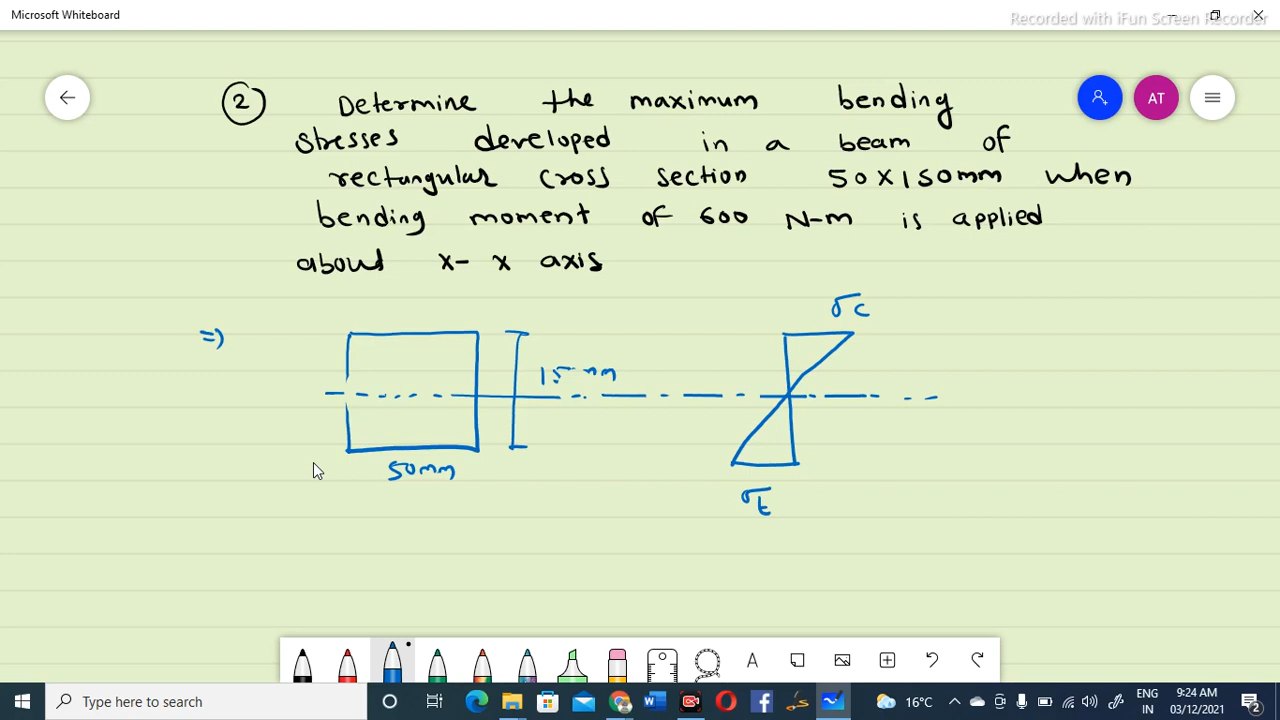 Microsoft Whiteboard
Recorded with iFun Screen Recorder
AT
2 Determine the maximum bending
stresses developed in a beam of
rectangular cross section 50X150mm when
bending moment of 600 N-m is applied
about x-x axis
=)
σc
50mm
σt
A
Type here to search
W
16°C
ENG
IN
9:24 AM
03/12/2021
2